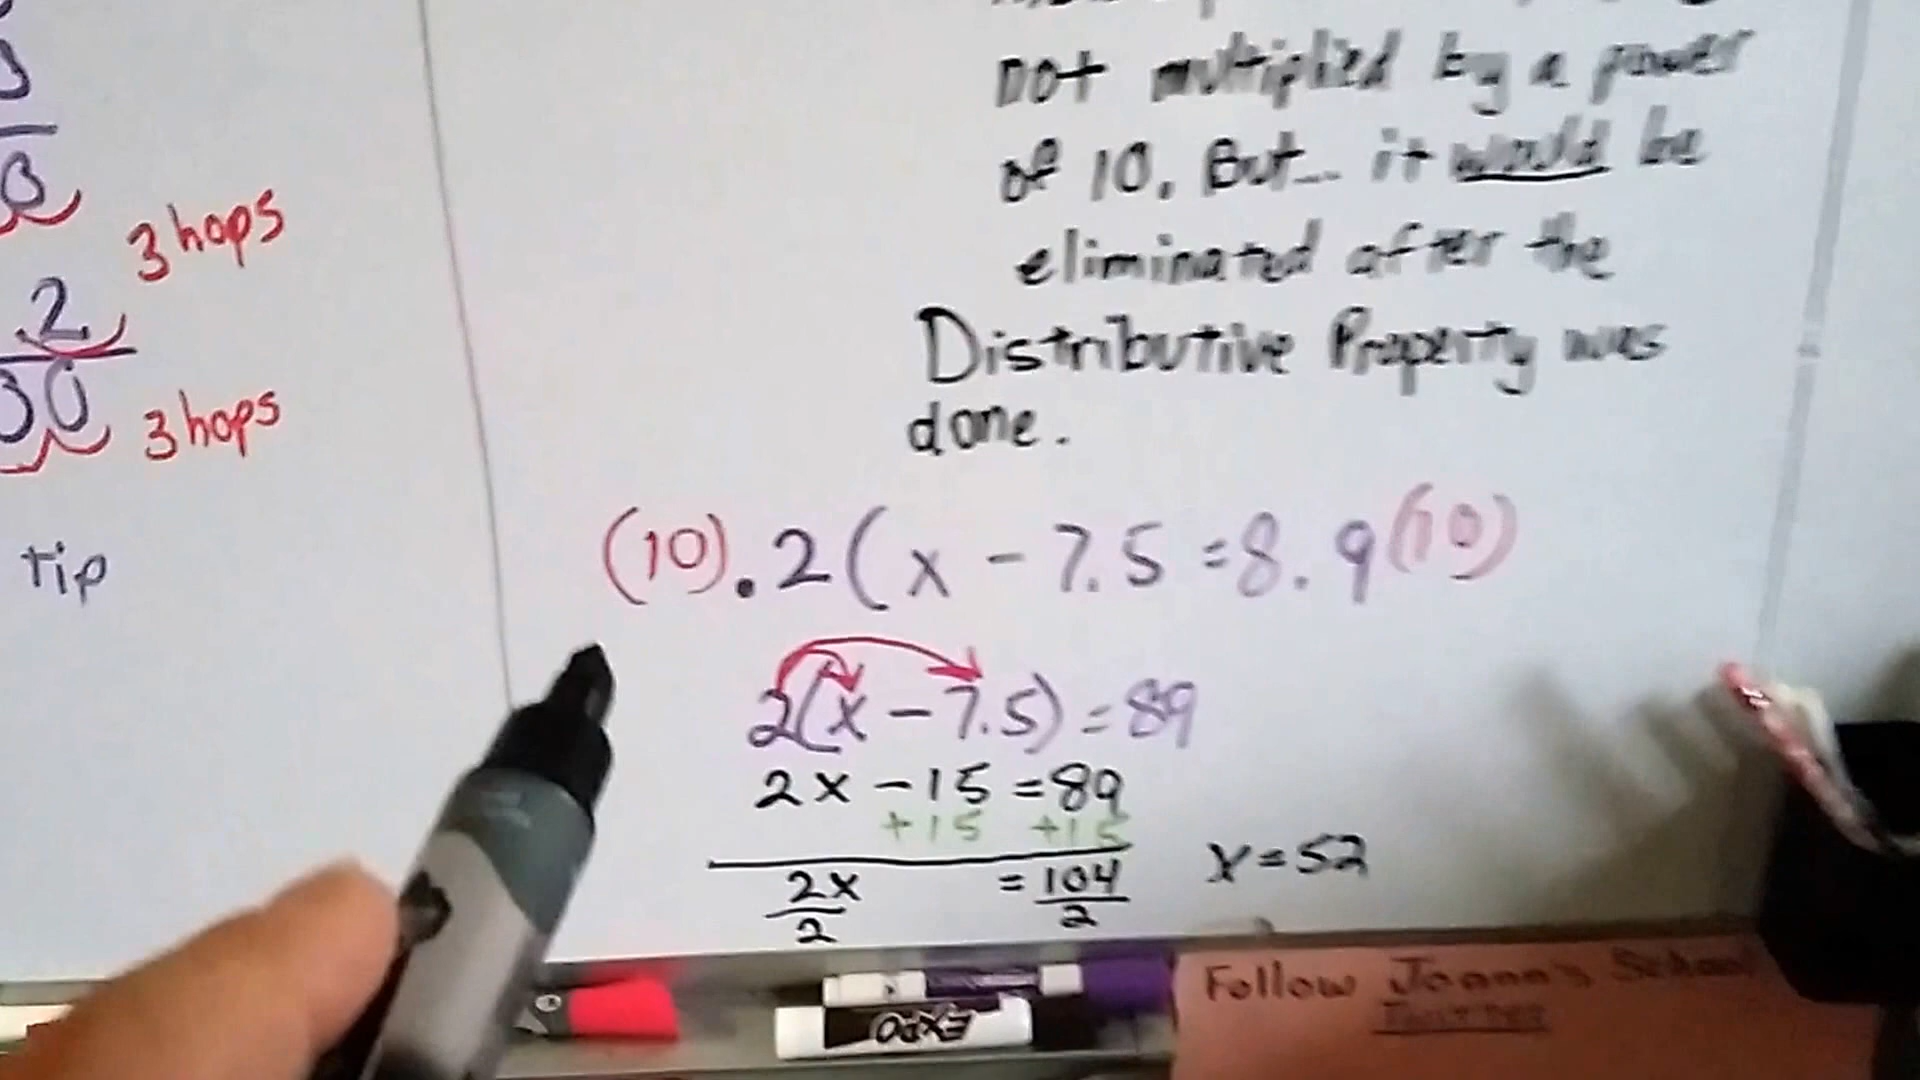 3 hops
2
30
3 hops
tip
not multiplied by a power
of 10. But... it would be
eliminated after the
Distributive Property was
done.
(10).2(x - 7.5 = 8.9(10)
2(x - 7.5) = 89
2x - 15 = 89
+15 +15
2x = 104
2 2
x = 52
EXPO
Follow Joann's School